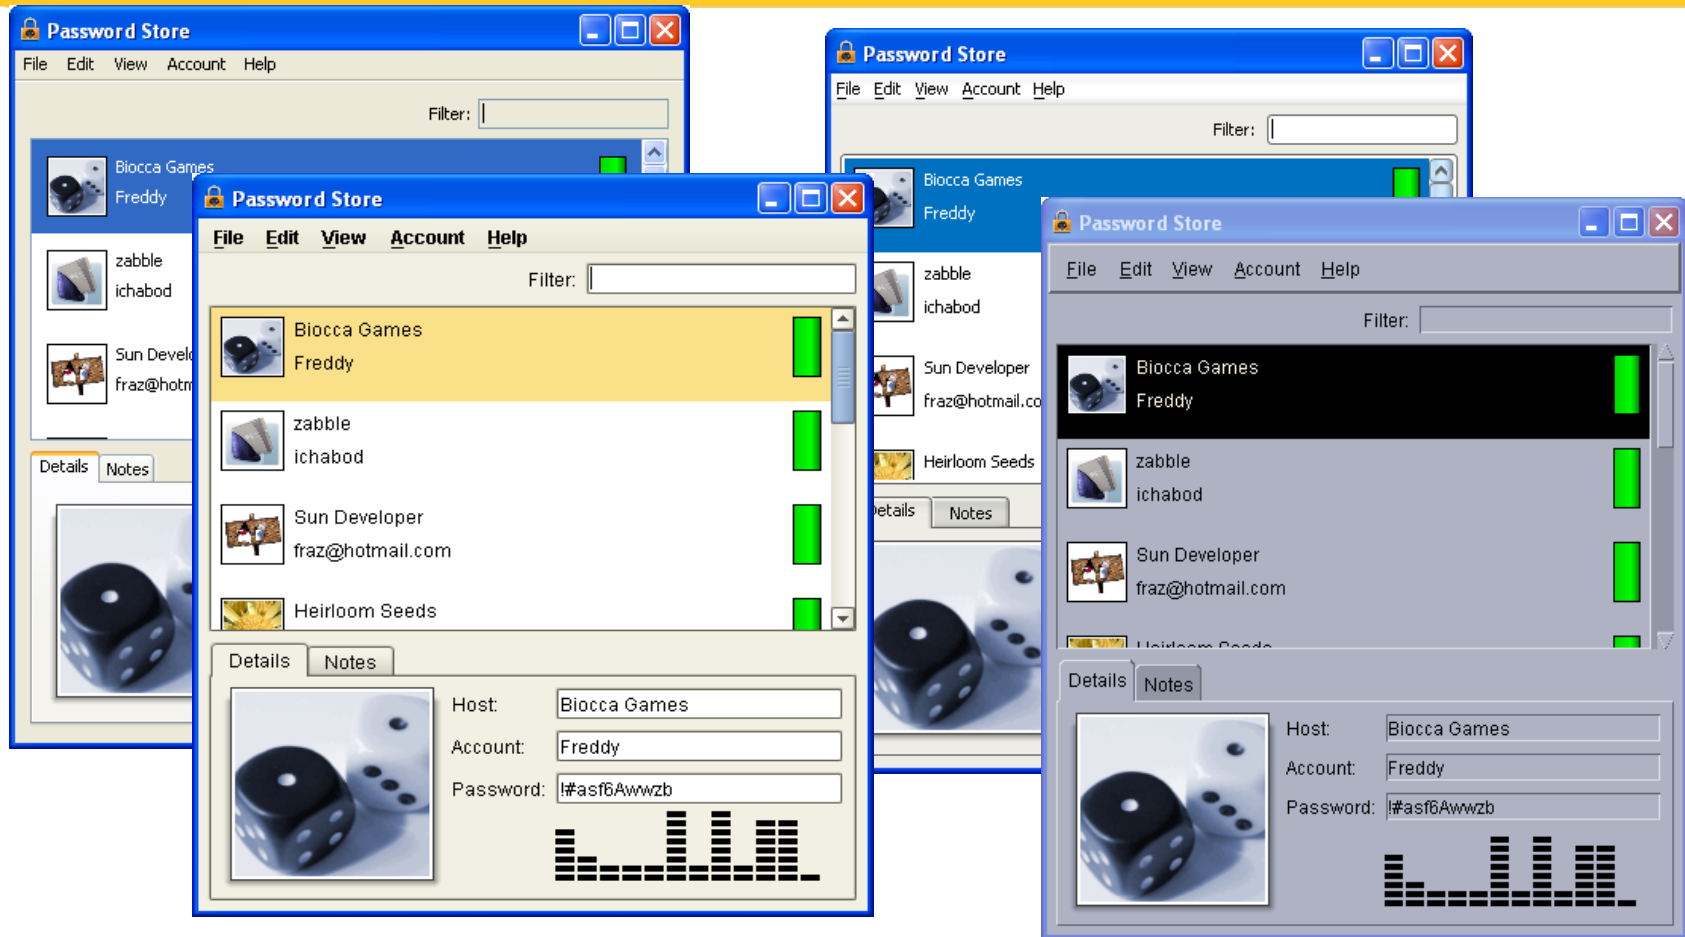 Password Store
File Edit View Account Help
Filter:
Biocca Games
Freddy
zabble
ichabod
Sun Devel
fraz@hotm
Details Notes
Password Store
File Edit View Account Help
Filter:
Biocca Games
Freddy
zabble
ichabod
Sun Developer
fraz@hotmail.com
Heirloom Seeds
Details Notes
Host: Biocca Games
Account: Freddy
Password: !#asf6Awwzb
Password Store
File Edit View Account Help
Filter:
Biocca Games
Freddy
zabble
ichabod
Sun Developer
fraz@hotmail.co
Heirloom Seeds
etails Notes
Password Store
File Edit View Account Help
Filter:
Biocca Games
Freddy
zabble
ichabod
Sun Developer
fraz@hotmail.com
Heirloom Seeds
Details Notes
Host: Biocca Games
Account: Freddy
Password: !#asf6Awwzb